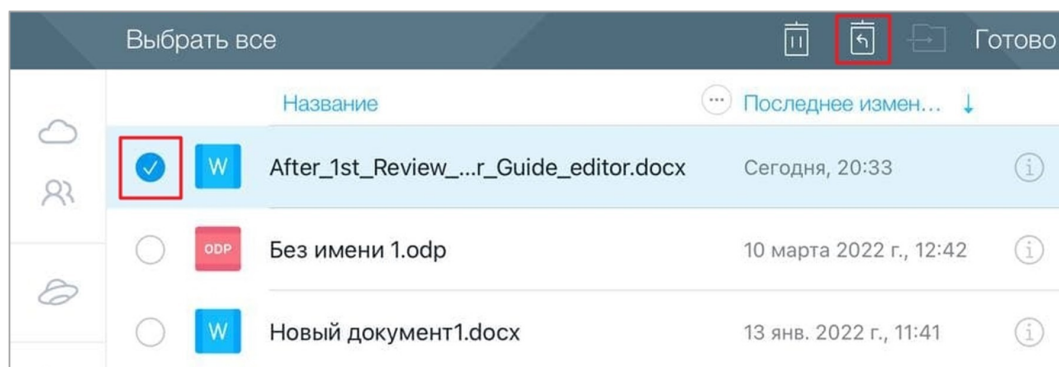 Выбрать все Готово
Название Последнее измен... ↓
W After_1st_Review_...r_Guide_editor.docx Сегодня, 20:33
ODP Без имени 1.odp 10 марта 2022 г., 12:42
W Новый документ1.docx 13 янв. 2022 г., 11:41